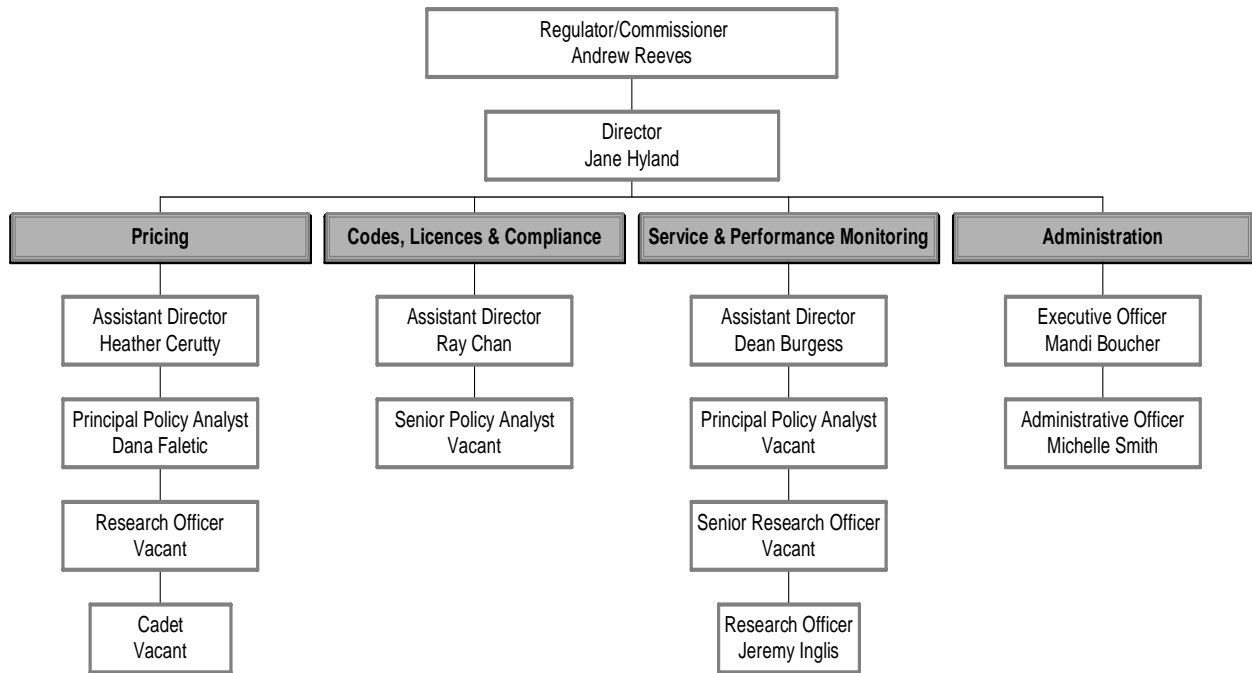 Regulator/Commissioner
Andrew Reeves
Director
Jane Hyland
Pricing
Codes, Licences & Compliance
Service & Performance Monitoring
Administration
Assistant Director
Heather Cerutty
Assistant Director
Ray Chan
Assistant Director
Dean Burgess
Executive Officer
Mandi Boucher
Principal Policy Analyst
Dana Faletic
Senior Policy Analyst
Vacant
Principal Policy Analyst
Vacant
Administrative Officer
Michelle Smith
Research Officer
Vacant
Senior Research Officer
Vacant
Cadet
Vacant
Research Officer
Jeremy Inglis